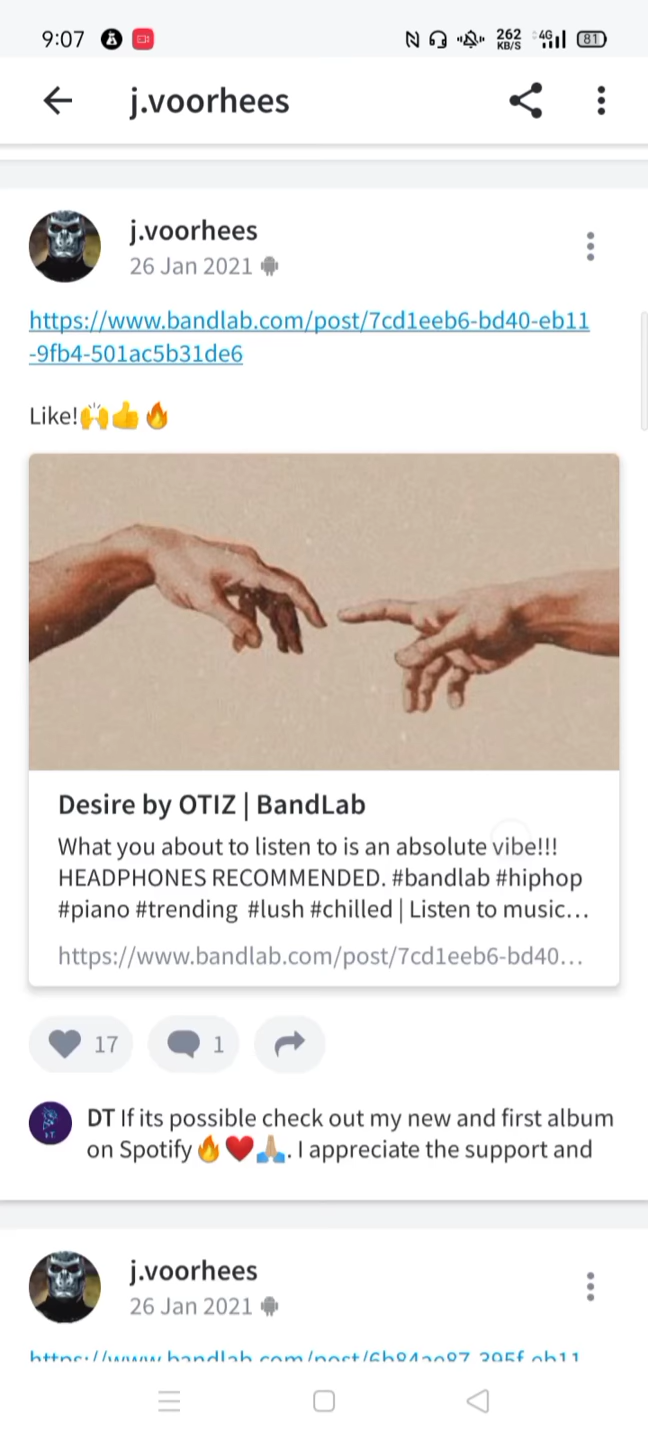 9:07 262 KB/S 4G 81
j.voorhees
j.voorhees
26 Jan 2021
https://www.bandlab.com/post/7cd1eeb6-bd40-eb11
-9fb4-501ac5b31de6
Like!🙌👍🔥
Desire by OTIZ | BandLab
What you about to listen to is an absolute vibe!!!
HEADPHONES RECOMMENDED. #bandlab #hiphop
#piano #trending #lush #chilled | Listen to music...
https://www.bandlab.com/post/7cd1eeb6-bd40...
17 1
DT If its possible check out my new and first album
on Spotify🔥❤️🙏🏼. I appreciate the support and
j.voorhees
26 Jan 2021